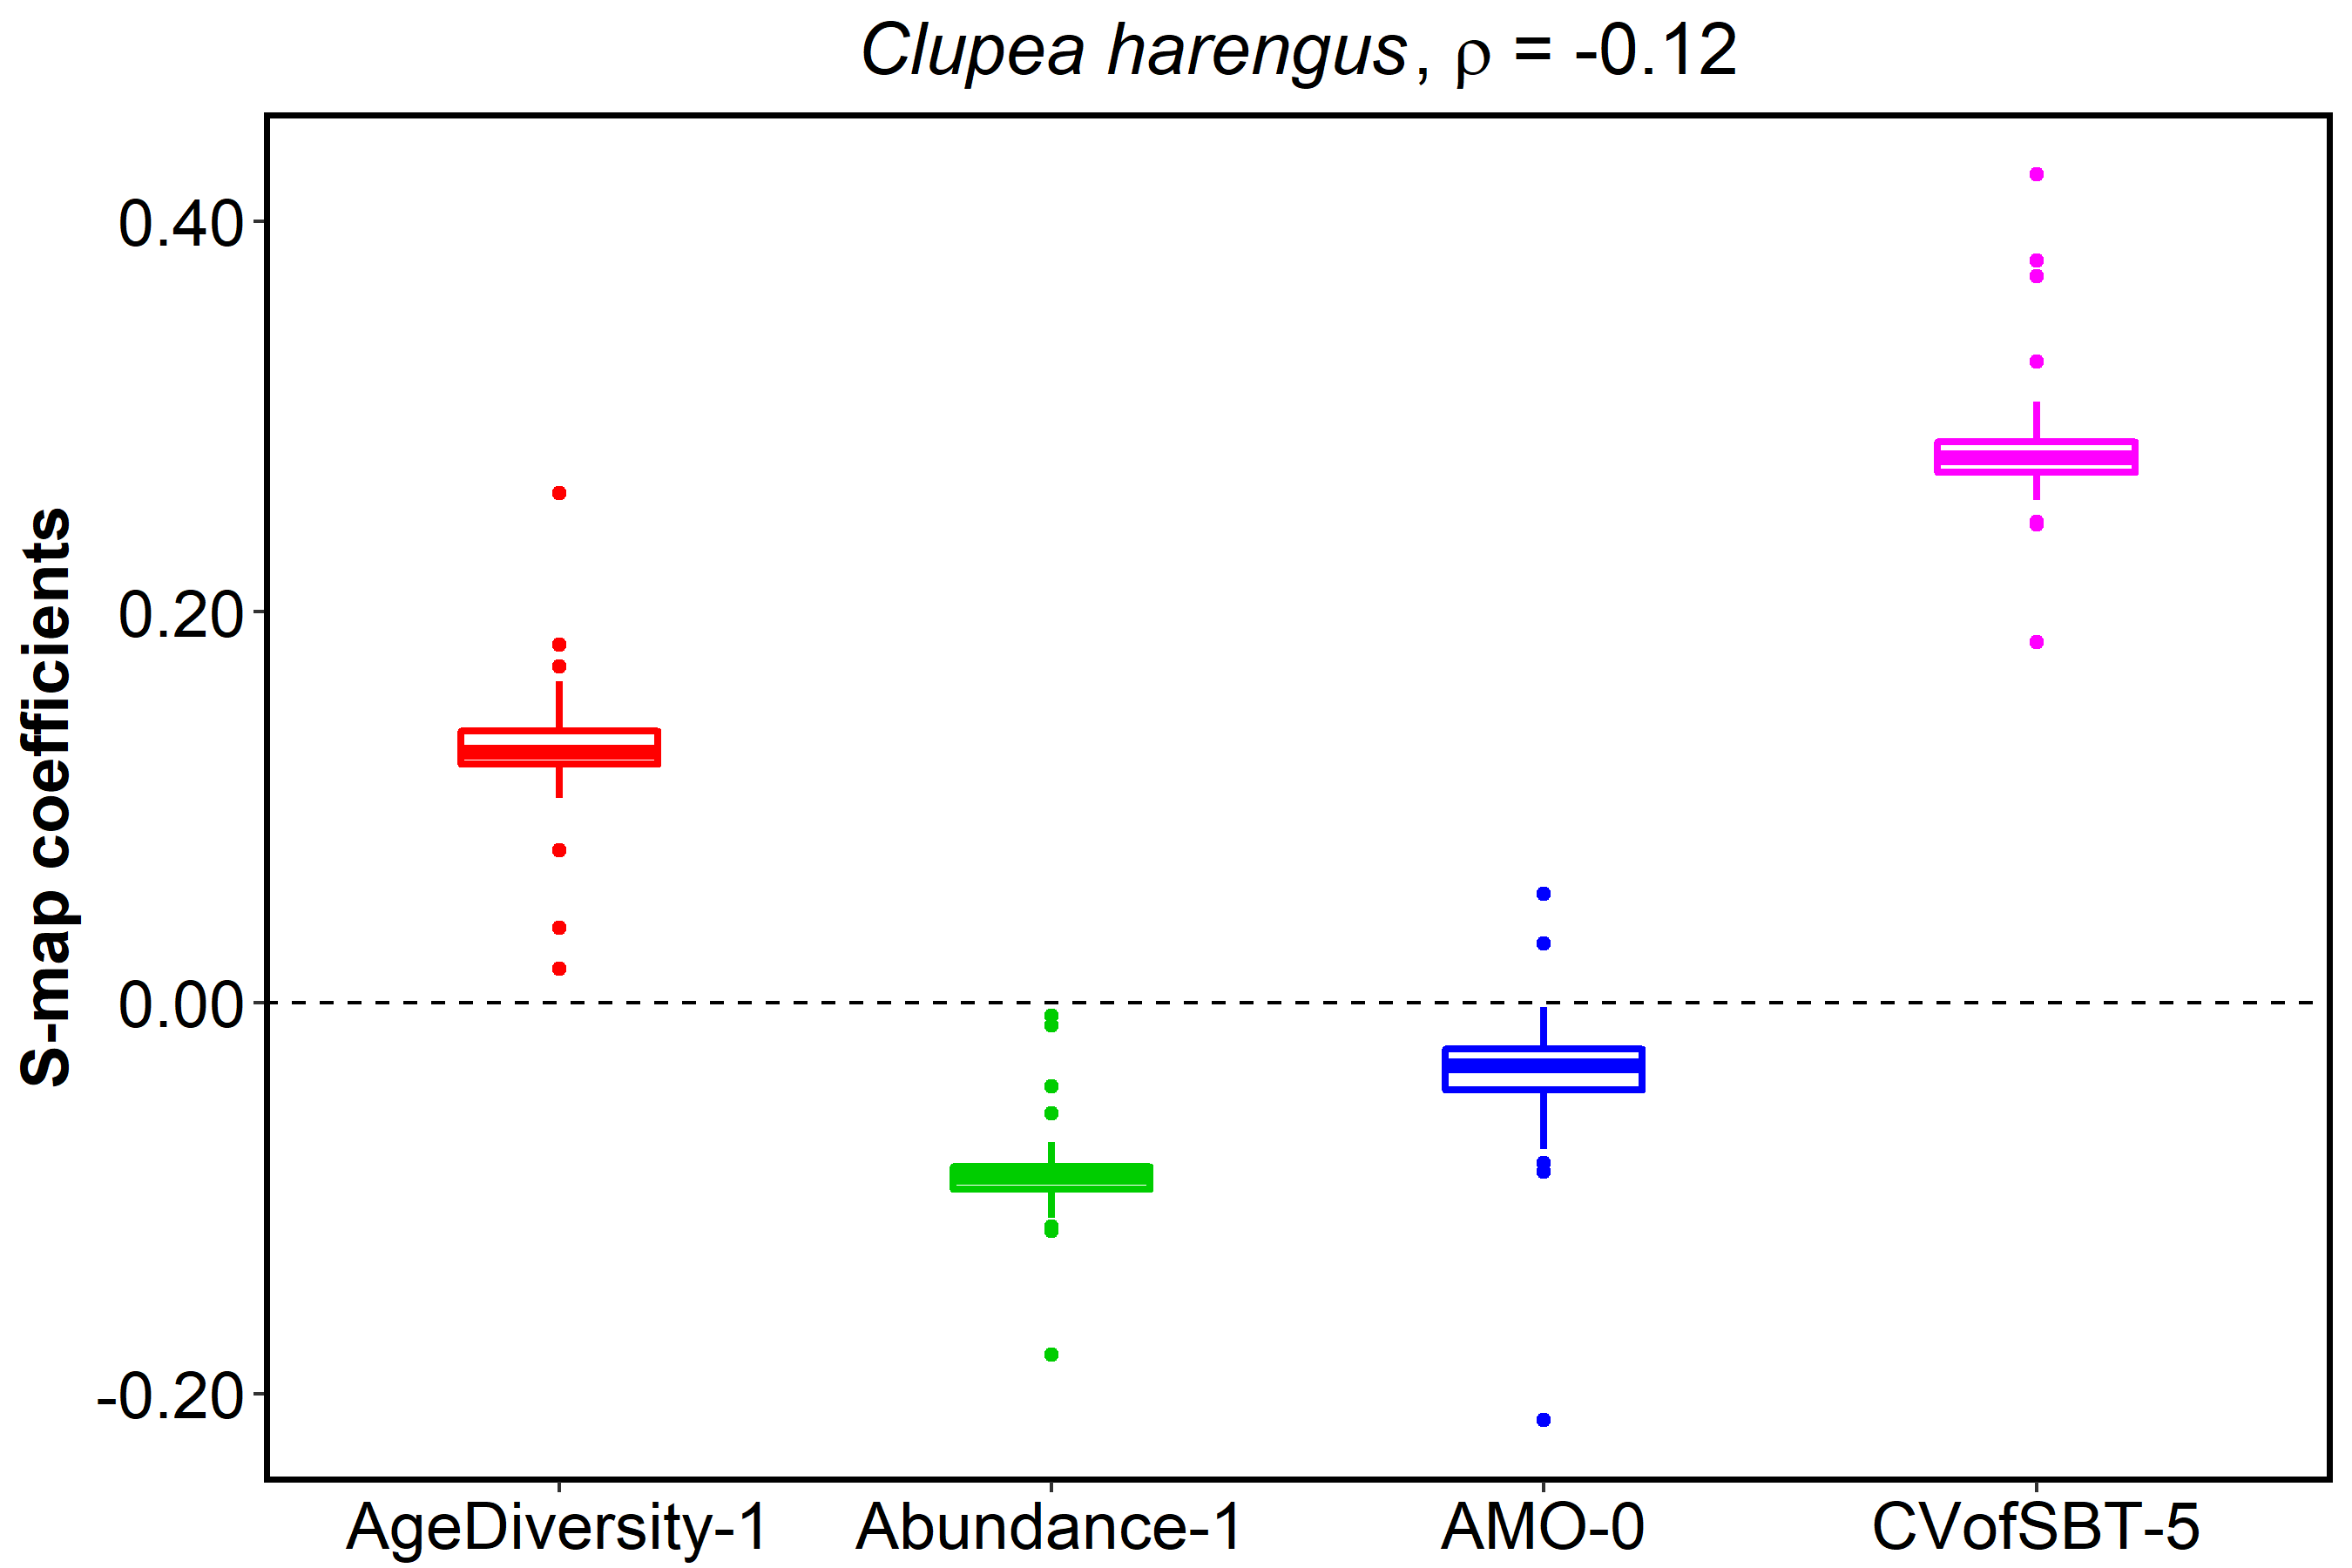 Clupea harengus, ρ = -0.12
S-map coefficients
0.40
0.20
0.00
-0.20
AgeDiversity-1 Abundance-1 AMO-0 CVofSBT-5